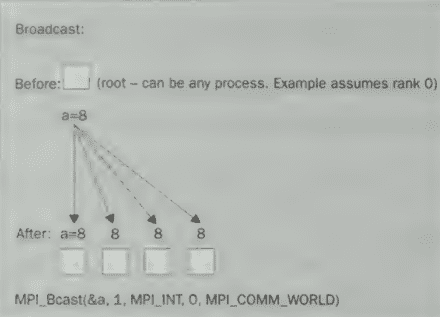 Broadcast:
Before: (root – can be any process. Example assumes rank 0)
a=8
After: a=8 8 8 8
MPI_Bcast(&a, 1, MPI_INT, 0, MPI_COMM_WORLD)